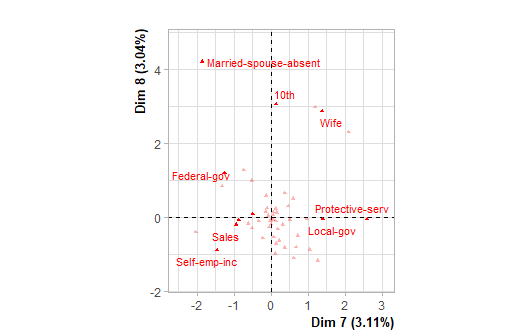 Dim 8 (3.04%)
Married-spouse-absent
10th
Wife
Federal-gov
Protective-serv
Sales
Local-gov
Self-emp-inc
4
2
0
-2
-2
-1
0
1
2
3
Dim 7 (3.11%)